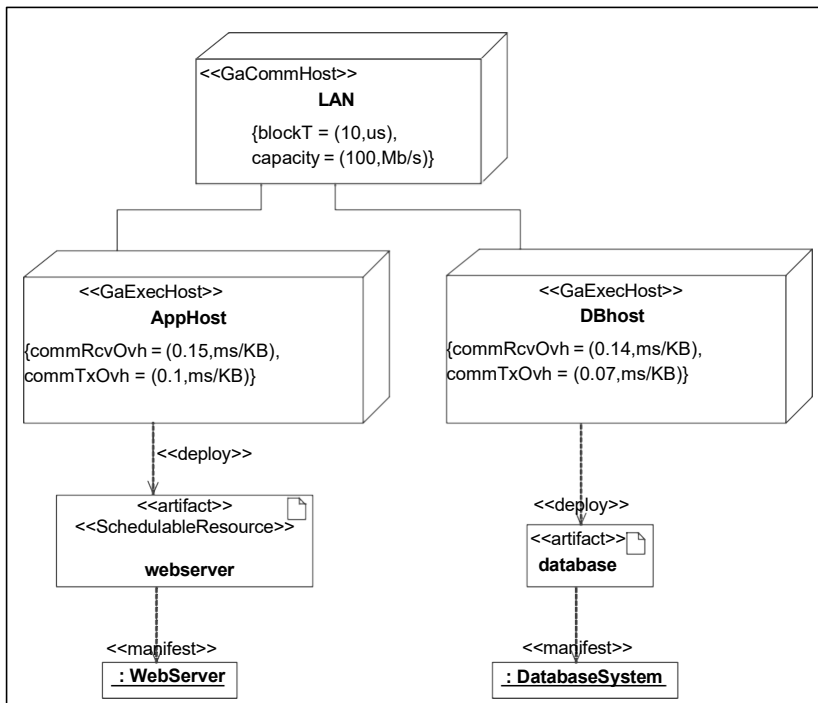 <<GaCommHost>>
LAN
{blockT = (10,us),
capacity = (100,Mb/s)}
<<GaExecHost>>
AppHost
{commRcvOvh = (0.15,ms/KB),
commTxOvh = (0.1,ms/KB)}
<<GaExecHost>>
DBhost
{commRcvOvh = (0.14,ms/KB),
commTxOvh = (0.07,ms/KB)}
<<deploy>>
<<artifact>>
<<SchedulableResource>>
webserver
<<deploy>>
<<artifact>>
database
<<manifest>>
: WebServer
<<manifest>>
: DatabaseSystem